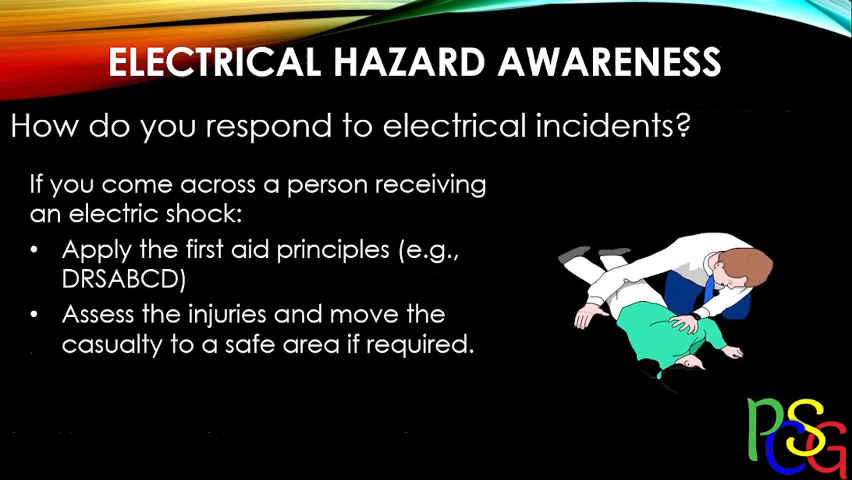 ELECTRICAL HAZARD AWARENESS
How do you respond to electrical incidents?
If you come across a person receiving
an electric shock:
• Apply the first aid principles (e.g.,
DRSABCD)
• Assess the injuries and move the
casualty to a safe area if required.
PCSG